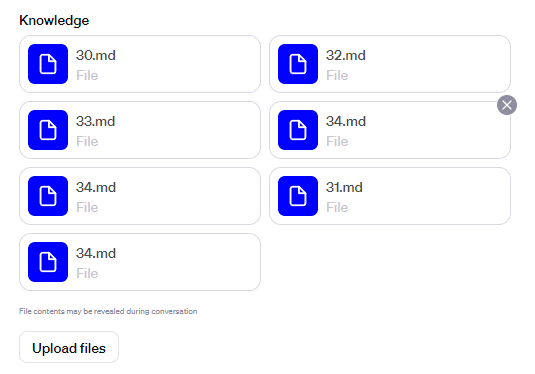 Knowledge
30.md
File
32.md
File
33.md
File
34.md
File
34.md
File
31.md
File
34.md
File
File contents may be revealed during conversation
Upload files